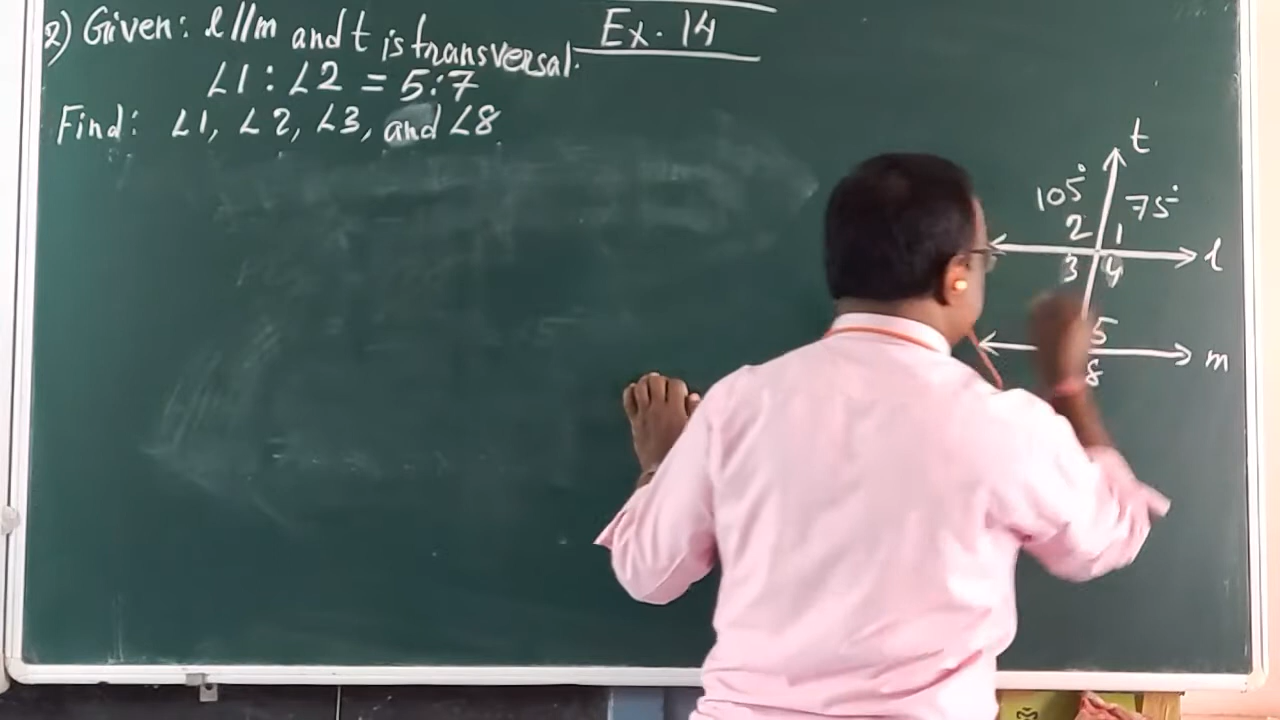 2) Given: l//m and t is transversal.
∠1 : ∠2 = 5:7
Find: ∠1, ∠2, ∠3, and ∠8
Ex. 14
t
105° 75°
2 1
l
3 4
5
m
8